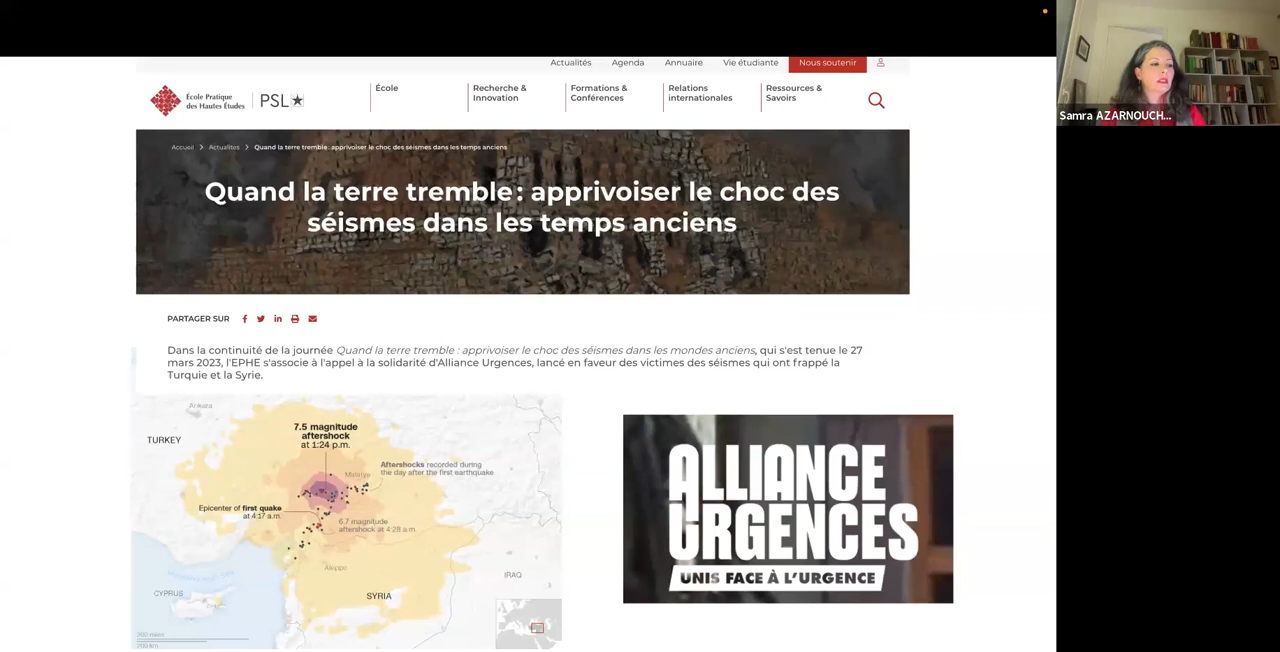 Actualités Agenda Annuaire Vie étudiante Nous soutenir
École Pratique
des Hautes Études
PSL
École
Recherche &
Innovation
Formations &
Conférences
Relations
internationales
Ressources &
Savoirs
Samra AZARNOUCH...
Accueil > Actualités > Quand la terre tremble : apprivoiser le choc des séismes dans les temps anciens
Quand la terre tremble : apprivoiser le choc des
séismes dans les temps anciens
PARTAGER SUR
Dans la continuité de la journée Quand la terre tremble : apprivoiser le choc des séismes dans les mondes anciens, qui s'est tenue le 27
mars 2023, l'EPHE s'associe à l'appel à la solidarité d'Alliance Urgences, lancé en faveur des victimes des séismes qui ont frappé la
Turquie et la Syrie.
Ankara
TURKEY
7.5 magnitude
aftershock
at 1:24 p.m.
Malatya
Aftershocks recorded during
the day after the first earthquake.
Epicenter of first quake
at 4:17 a.m.
6.7 magnitude
aftershock at 4:28 a.m.
Aleppo
CYPRUS
SYRIA
IRAQ
200 miles
200 km
ALLIANCE
URGENCES
UNIS FACE À L'URGENCE